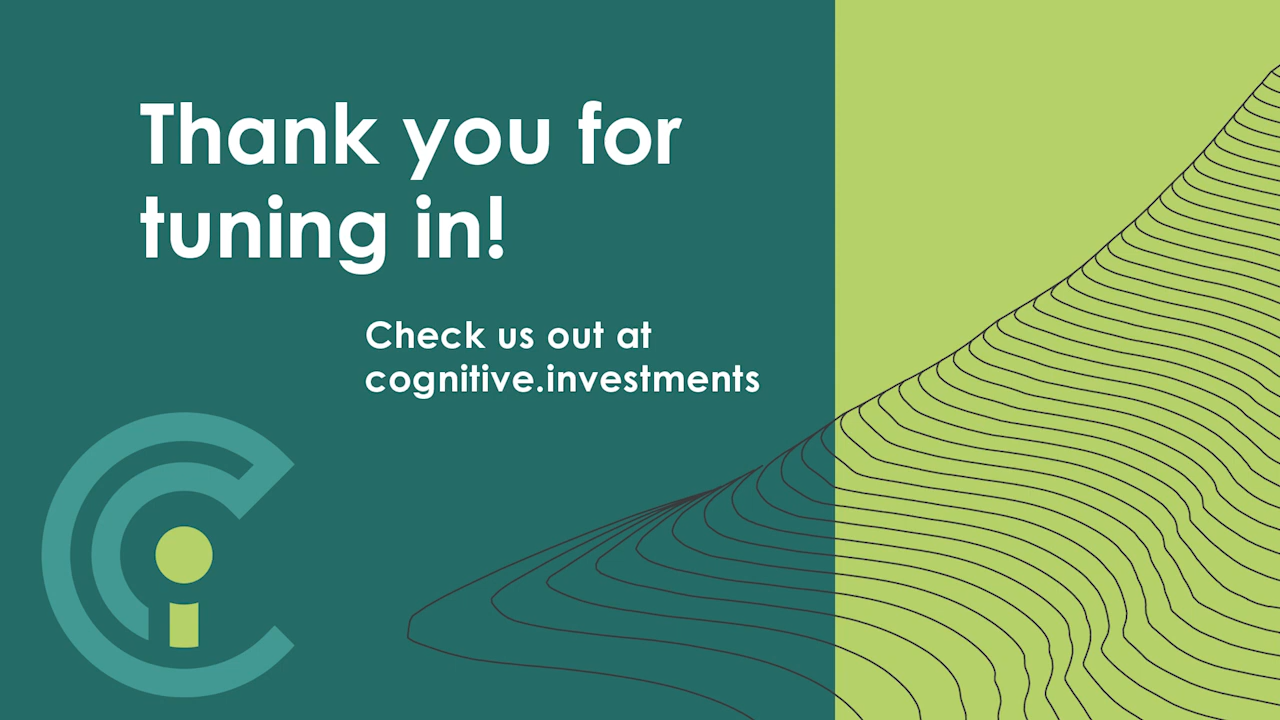 Thank you for
tuning in!
Check us out at
cognitive.investments